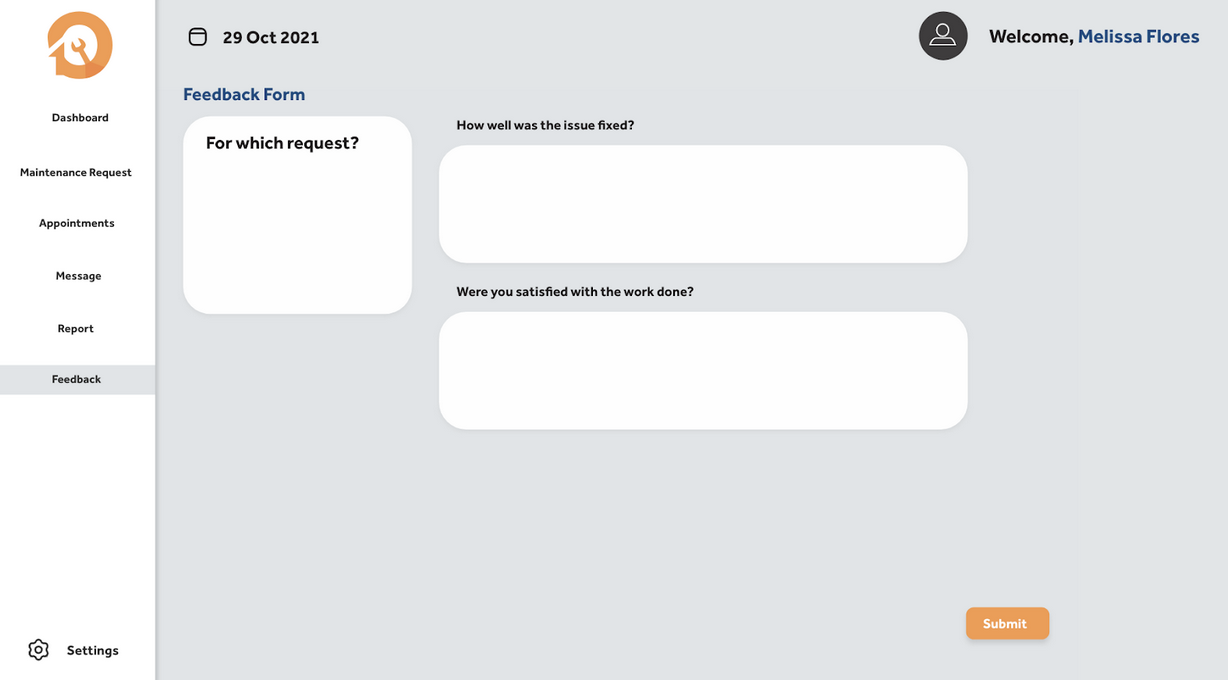 29 Oct 2021
Welcome, Melissa Flores
Dashboard
Maintenance Request
Appointments
Message
Report
Feedback
Settings
Feedback Form
For which request?
How well was the issue fixed?
Were you satisfied with the work done?
Submit